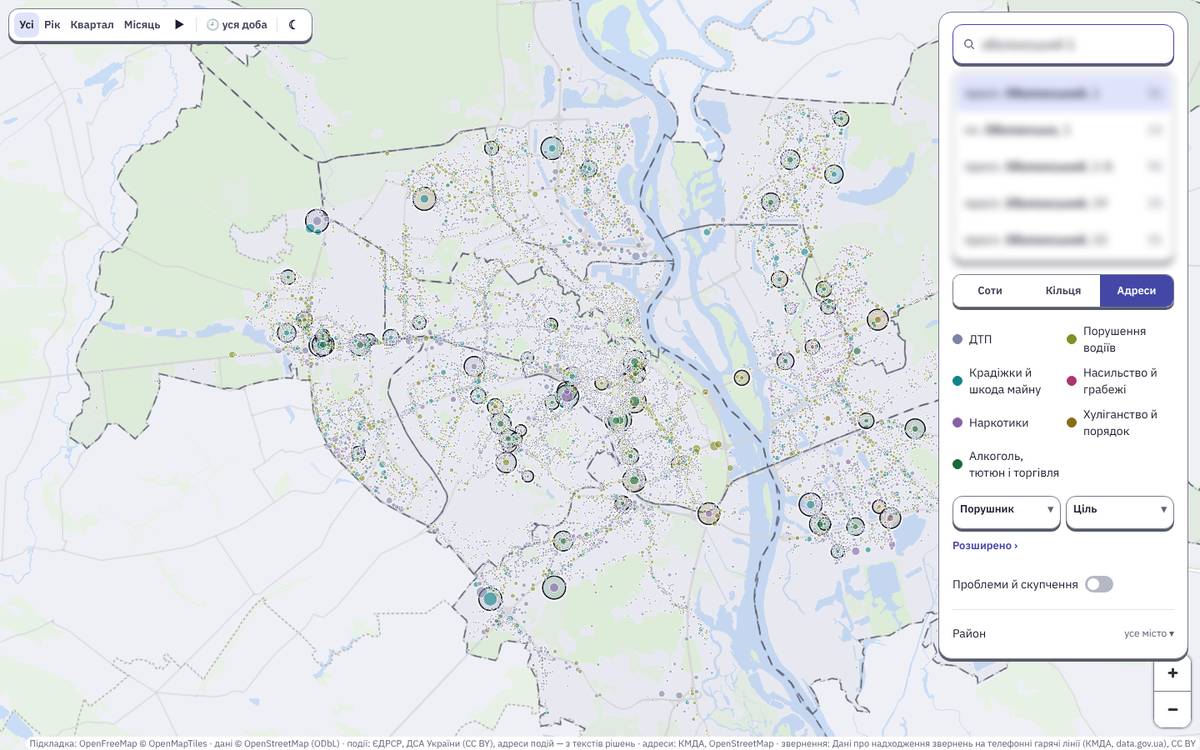 Усі Рік Квартал Місяць ▶ 🕘 уся доба ☾
Соти Кільця Адреси
ДТП
Порушення
водіїв
Крадіжки й
шкода майну
Насильство й
грабежі
Наркотики
Хуліганство й
порядок
Алкоголь,
тютюн і торгівля
Порушник ▾ Ціль ▾
Розширено ›
Проблеми й скупчення
Район усе місто ▾
+
−
Підкладка: OpenFreeMap © OpenMapTiles · дані © OpenStreetMap (ODbL) · події: ЄДРСР, ДСА України (CC BY), адреси подій — з текстів рішень · адреси: КМДА, OpenStreetMap · звернення: Дані про надходження звернень на телефонні гарячі лінії (КМДА, data.gov.ua), CC BY